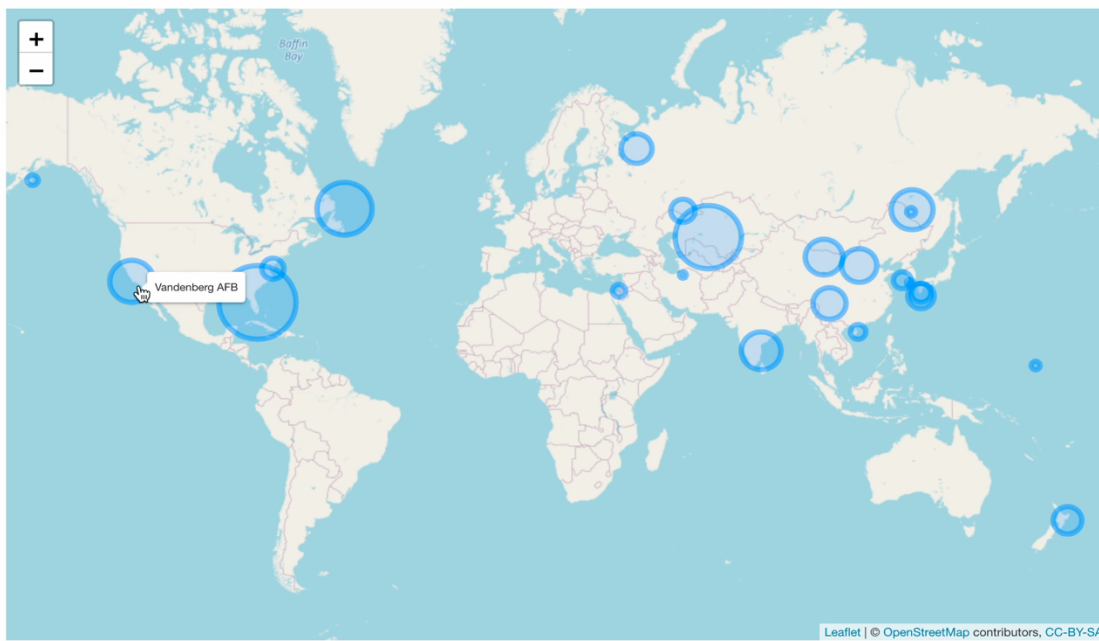 +
−
Baffin
Bay
Vandenberg AFB
Leaflet | © OpenStreetMap contributors, CC-BY-SA